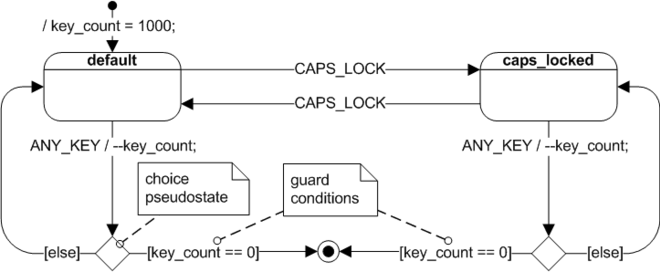 / key_count = 1000;
default
caps_locked
CAPS_LOCK
CAPS_LOCK
ANY_KEY / --key_count;
ANY_KEY / --key_count;
choice
pseudostate
guard
conditions
[else]
[key_count == 0]
[key_count == 0]
[else]